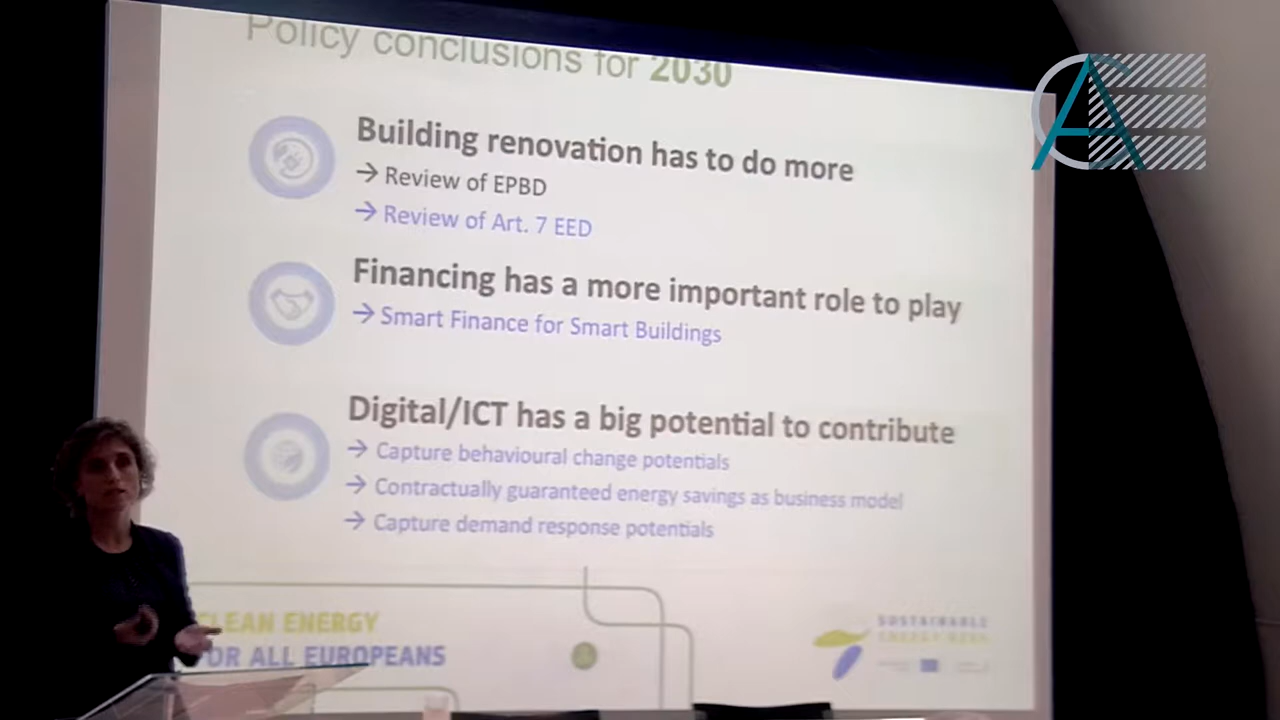 Policy conclusions for 2030
Building renovation has to do more
→ Review of EPBD
→ Review of Art. 7 EED
Financing has a more important role to play
→ Smart Finance for Smart Buildings
Digital/ICT has a big potential to contribute
→ Capture behavioural change potentials
→ Contractually guaranteed energy savings as business model
→ Capture demand response potentials
CLEAN ENERGY
FOR ALL EUROPEANS
SUSTAINABLE
ENERGY WEEK